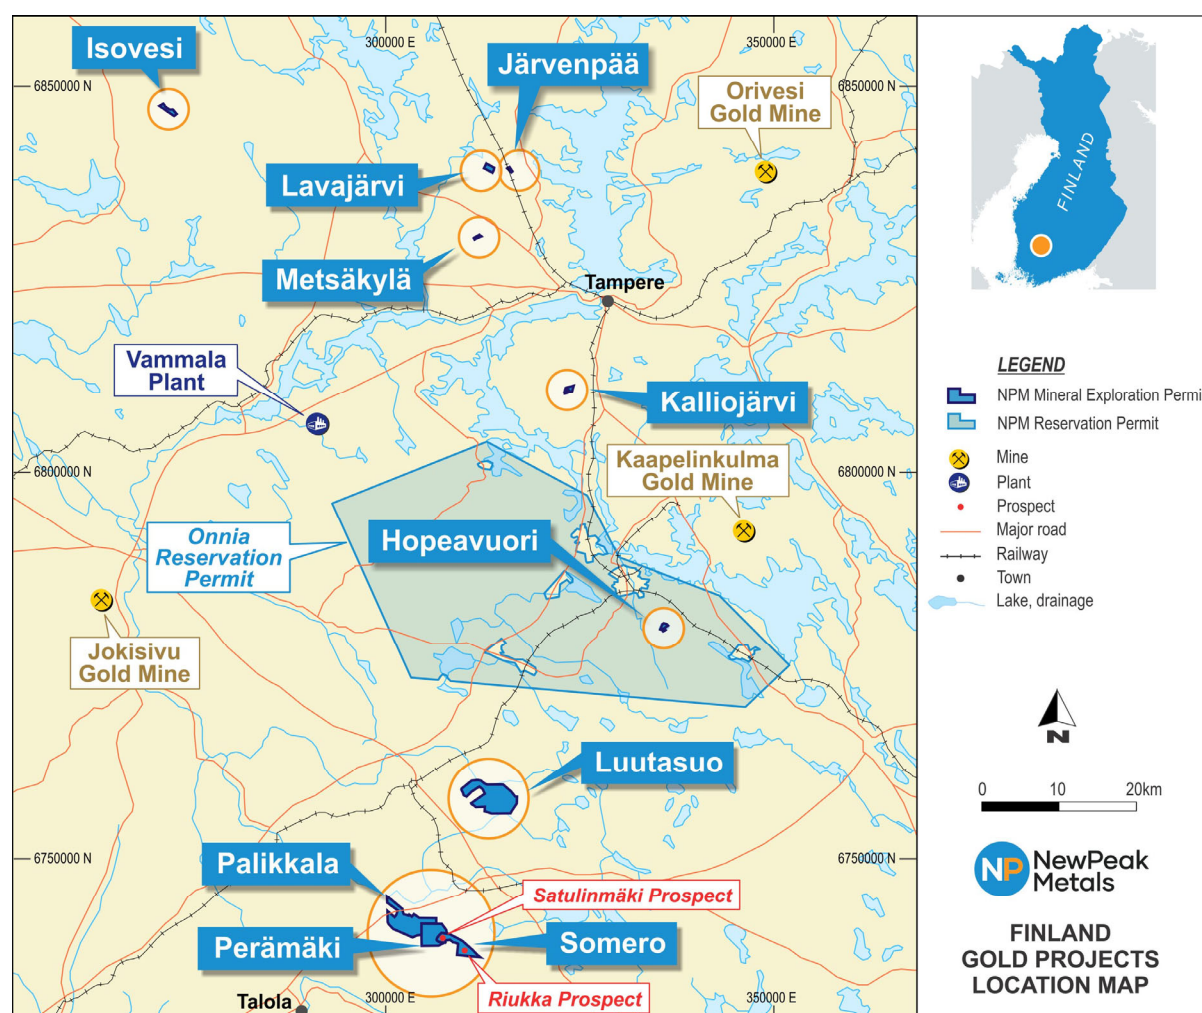 300000 E
350000 E
Isovesi
Järvenpää
6850000 N
6850000 N
Orivesi
Gold Mine
Lavajärvi
Metsäkylä
Tampere
Vammala
Plant
Kalliojärvi
6800000 N
6800000 N
Kaapelinkulma
Gold Mine
Onnia
Reservation
Permit
Hopeavuori
Jokisivu
Gold Mine
Luutasuo
6750000 N
6750000 N
Palikkala
Satulinmäki Prospect
Perämäki
Somero
Riukka Prospect
Talola
300000 E
350000 E
FINLAND
LEGEND
NPM Mineral Exploration Permi
NPM Reservation Permit
Mine
Plant
Prospect
Major road
Railway
Town
Lake, drainage
N
0 10 20km
NP NewPeak
Metals
FINLAND
GOLD PROJECTS
LOCATION MAP